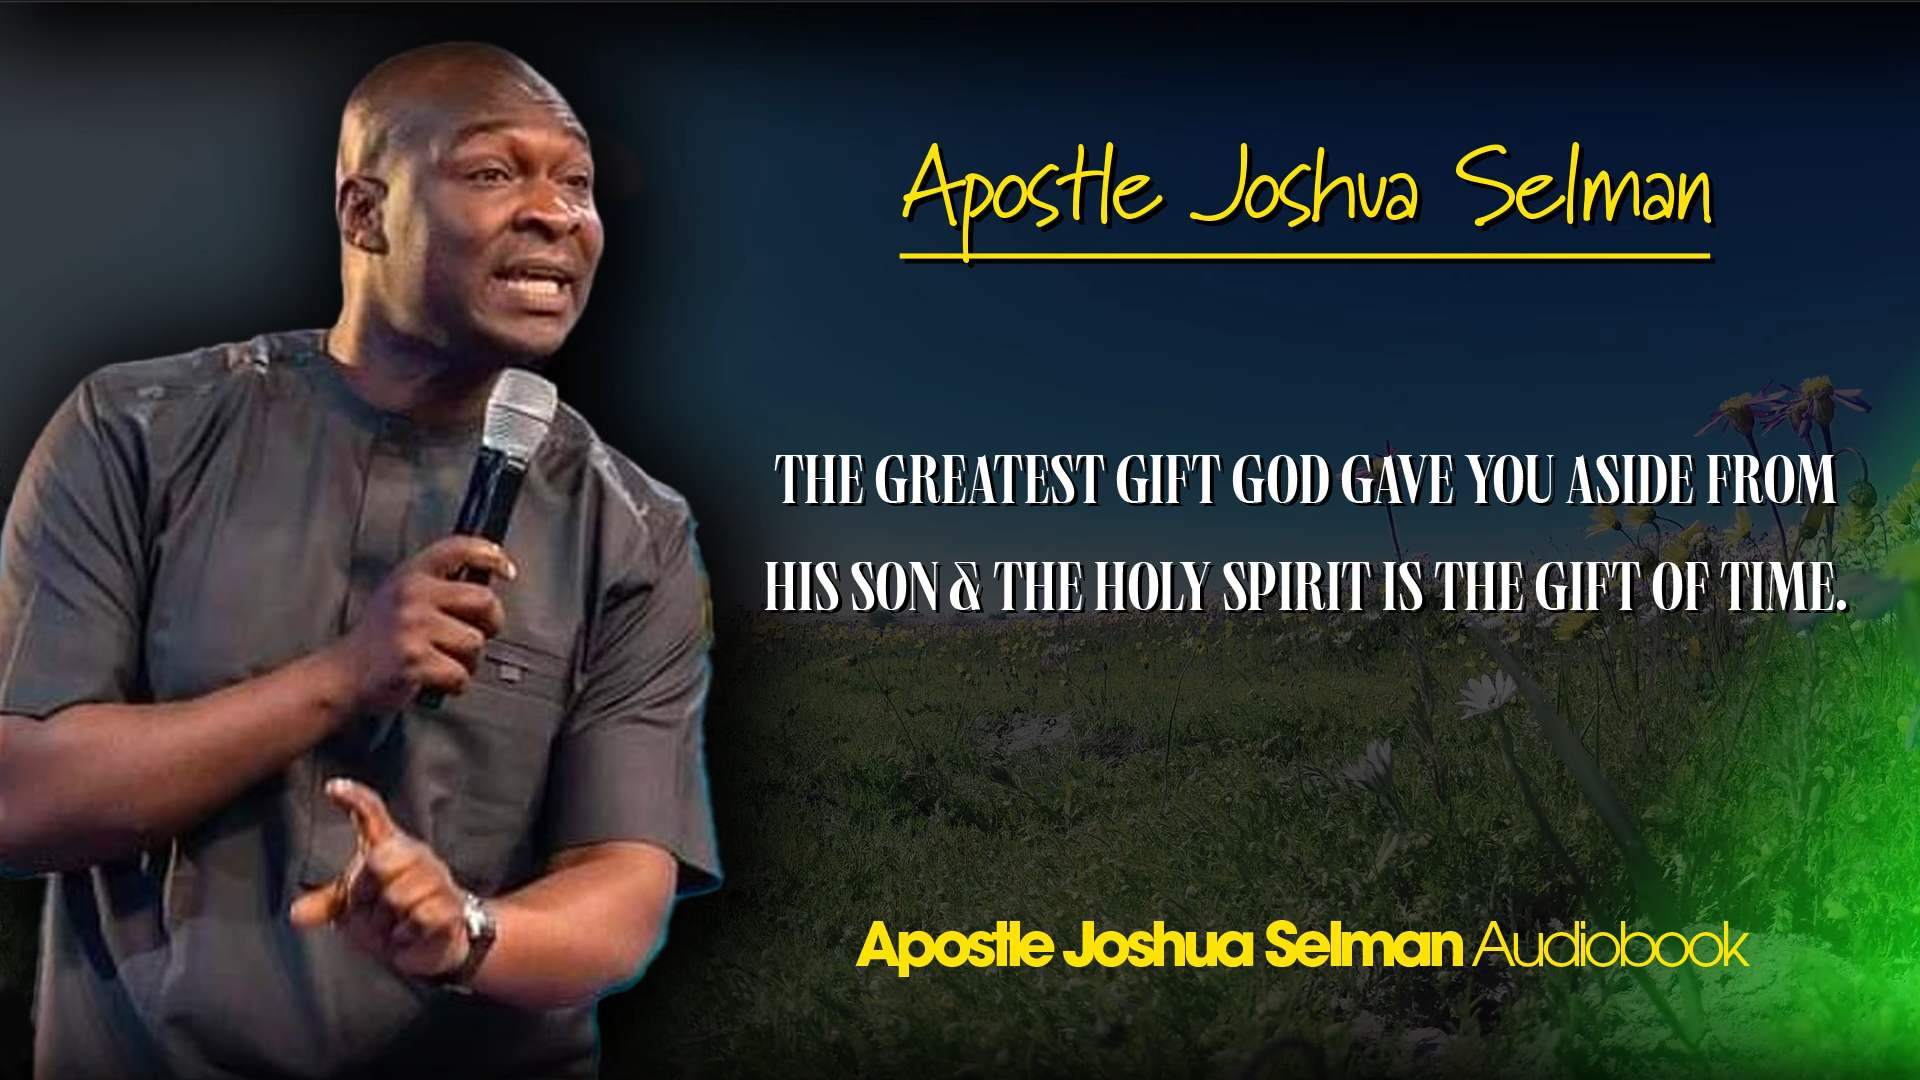 Apostle Joshua Selman
THE GREATEST GIFT GOD GAVE YOU ASIDE FROM
HIS SON & THE HOLY SPIRIT IS THE GIFT OF TIME.
Apostle Joshua Selman Audiobook